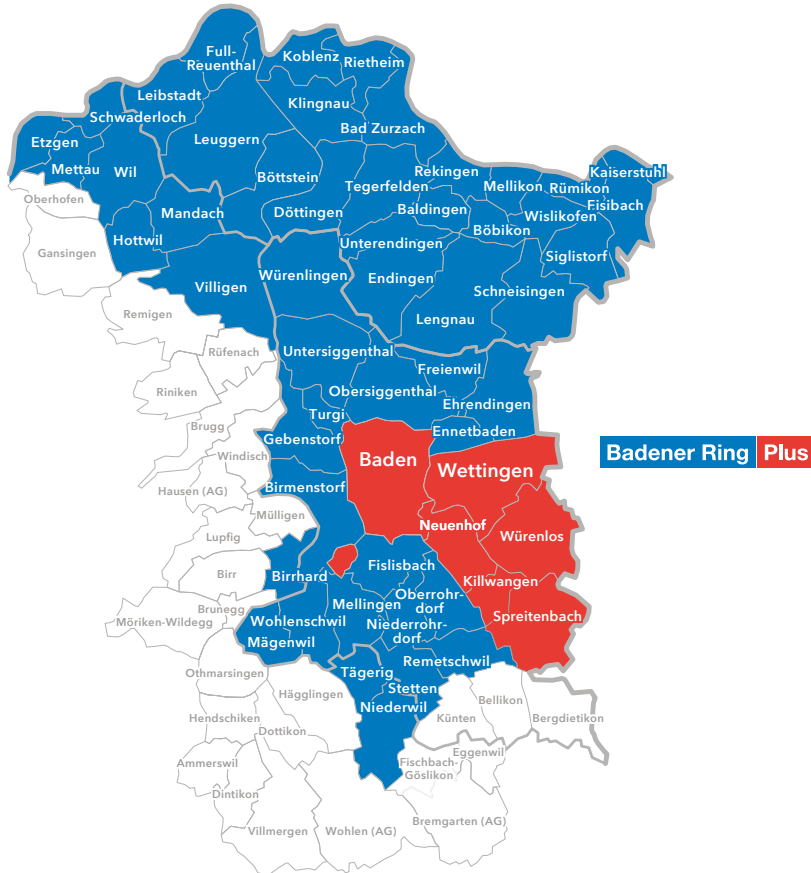 Full-
Reuenthal
Koblenz
Rietheim
Leibstadt
Klingnau
Schwaderloch
Bad Zurzach
Etzgen
Leuggern
Mettau
Wil
Rekingen
Kaiserstuhl
Böttstein
Tegerfelden
Mellikon
Rümikon
Oberhofen
Fisibach
Mandach
Döttingen
Baldingen
Wislikofen
Böbikon
Hottwil
Unterendingen
Gansingen
Siglistorf
Würenlingen
Endingen
Villigen
Schneisingen
Remigen
Lengnau
Rüfenach
Untersiggenthal
Freienwil
Riniken
Obersiggenthal
Ehrendingen
Turgi
Brugg
Gebenstorf
Ennetbaden
Windisch
Baden
Wettingen
Badener Ring Plus
Birmenstorf
Hausen (AG)
Mülligen
Neuenhof
Lupfig
Würenlos
Birr
Birrhard
Fislisbach
Killwangen
Oberrohr-
dorf
Mellingen
Brunegg
Möriken-Wildegg
Wohlenschwil
Niederrohr-
dorf
Spreitenbach
Mägenwil
Remetschwil
Othmarsingen
Tägerig
Hägglingen
Stetten
Bellikon
Niederwil
Hendschiken
Künten
Bergdietikon
Dottikon
Eggenwil
Ammerswil
Fischbach-
Göslikon
Dintikon
Villmergen
Wohlen (AG)
Bremgarten (AG)